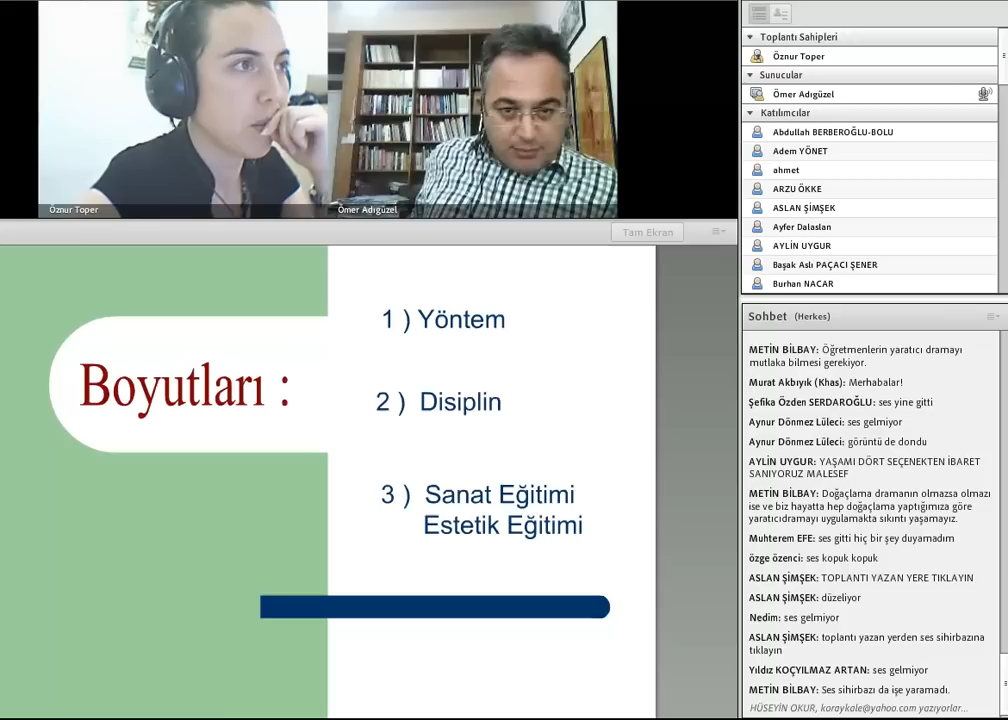 Öznur Toper
Ömer Adıgüzel
Tam Ekran
Boyutları :
1 ) Yöntem
2 ) Disiplin
3 ) Sanat Eğitimi
Estetik Eğitimi
Toplantı Sahipleri
Öznur Toper
Sunucular
Ömer Adıgüzel
Katılımcılar
Abdullah BERBEROĞLU-BOLU
Adem YÖNET
ahmet
ARZU ÖKKE
ASLAN ŞİMŞEK
Ayfer Dalaslan
AYLİN UYGUR
Başak Aslı PAÇACI ŞENER
Burhan NACAR
Sohbet (Herkes)
METİN BİLBAY: Öğretmenlerin yaratıcı dramayı
mutlaka bilmesi gerekiyor.
Murat Akbıyık (Khas): Merhabalar!
Şefika Özden SERDAROĞLU: ses yine gitti
Aynur Dönmez Lüleci: ses gelmiyor
Aynur Dönmez Lüleci: görüntü de dondu
AYLİN UYGUR: YAŞAMI DÖRT SEÇENEKTEN İBARET
SANIYORUZ MALESEF
METİN BİLBAY: Doğaçlama dramanın olmazsa olmazı
ise ve biz hayatta hep doğaçlama yaptığımıza göre
yaratıcıdramayı uygulamakta sıkıntı yaşamayız.
Muhterem EFE: ses gitti hiç bir şey duyamadım
özge özenci: ses kopuk kopuk
ASLAN ŞİMŞEK: TOPLANTI YAZAN YERE TIKLAYIN
ASLAN ŞİMŞEK: düzeliyor
Nedim: ses gelmiyor
ASLAN ŞİMŞEK: toplantı yazan yerden ses sihirbazına
tıklayın
Yıldız KOÇYILMAZ ARTAN: ses gelmiyor
METİN BİLBAY: Ses sihirbazı da işe yaramadı.
HÜSEYİN OKUR, koraykale@yahoo.com yazıyorlar...